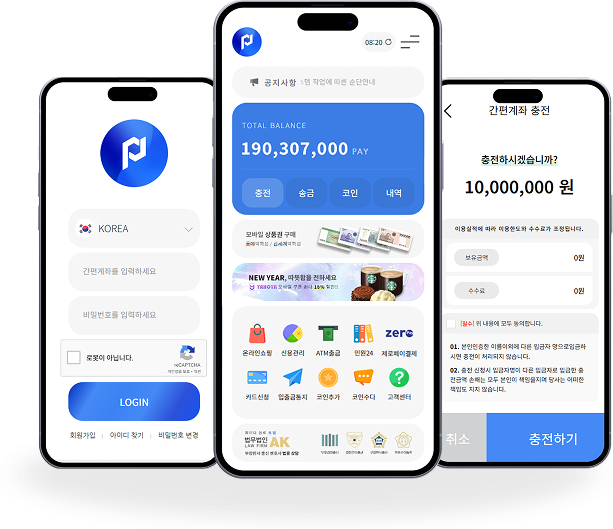 KOREA
간편계좌를 입력하세요
비밀번호를 입력하세요
로봇이 아닙니다.
reCAPTCHA
개인정보 보호 - 약관
LOGIN
회원가입 | 아이디 찾기 | 비밀번호 변경
08:20
공지사항
작업에 따른 순단안내
TOTAL BALANCE
190,307,000 PAY
충전 송금 코인 내역
모바일 상품권 구매
NEW YEAR, 따뜻함을 전하세요
온라인쇼핑 신용관리 ATM출금 민원24 제로페이결제
zero
카드신청 입출금통지 코인추가 코인수다 고객센터
법무법인 AK
LAW FIRM
간편계좌 충전
충전하시겠습니까?
10,000,000 원
이용실적에 따라 이용한도와 수수료가 조정됩니다.
보유금액 0원
수수료 0원
[필수] 위 내용에 모두 동의합니다.
01. 본인인증한 이름이외에 다른 입금자 명으로입금하
시면 충전이 처리되지 않습니다.
02. 충전 신청시 입금자명이 다른 입금자로 입금한 충
전금액 손해는 모두 본인이 책임을지며 당사는 어떠한
책임도 지지 않습니다.
취소 충전하기